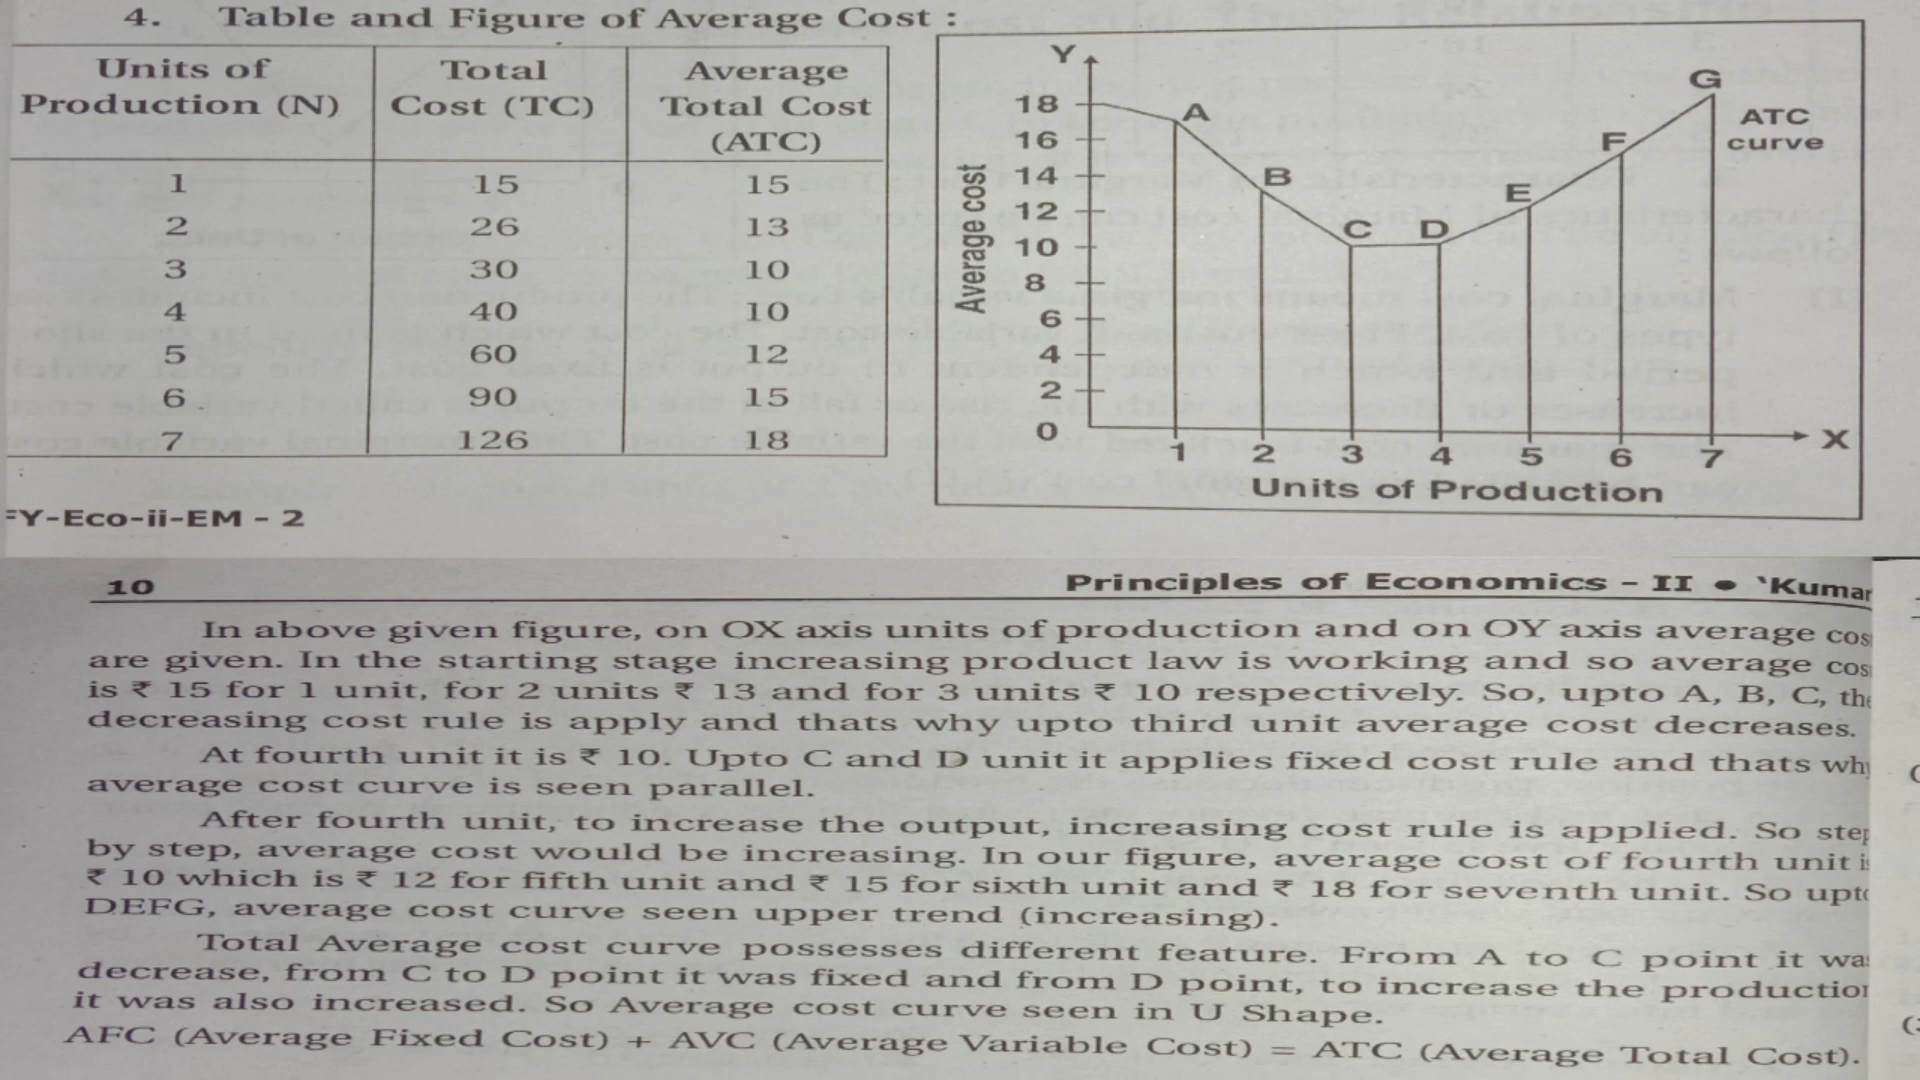 4. Table and Figure of Average Cost :
Units of Production (N) Total Cost (TC) Average Total Cost (ATC)
1 15 15
2 26 13
3 30 10
4 40 10
5 60 12
6 90 15
7 126 18
FY-Eco-ii-EM - 2
Y
18
16
14
12
10
8
6
4
2
0
Average cost
A
B
C
D
E
F
G
ATC
curve
X
1 2 3 4 5 6 7
Units of Production
10 Principles of Economics - II ● ‘Kumar
In above given figure, on OX axis units of production and on OY axis average
are given. In the starting stage increasing product law is working and so average
is ₹ 15 for 1 unit, for 2 units ₹ 13 and for 3 units ₹ 10 respectively. So, upto A, B, C,
decreasing cost rule is apply and thats why upto third unit average cost decreases.
At fourth unit it is ₹ 10. Upto C and D unit it applies fixed cost rule and thats
average cost curve is seen parallel.
After fourth unit, to increase the output, increasing cost rule is applied. So
by step, average cost would be increasing. In our figure, average cost of fourth unit
₹ 10 which is ₹ 12 for fifth unit and ₹ 15 for sixth unit and ₹ 18 for seventh unit. So
DEFG, average cost curve seen upper trend (increasing).
Total Average cost curve possesses different feature. From A to C point it
decrease, from C to D point it was fixed and from D point, to increase the
it was also increased. So Average cost curve seen in U Shape.
AFC (Average Fixed Cost) + AVC (Average Variable Cost) = ATC (Average Total Cost).